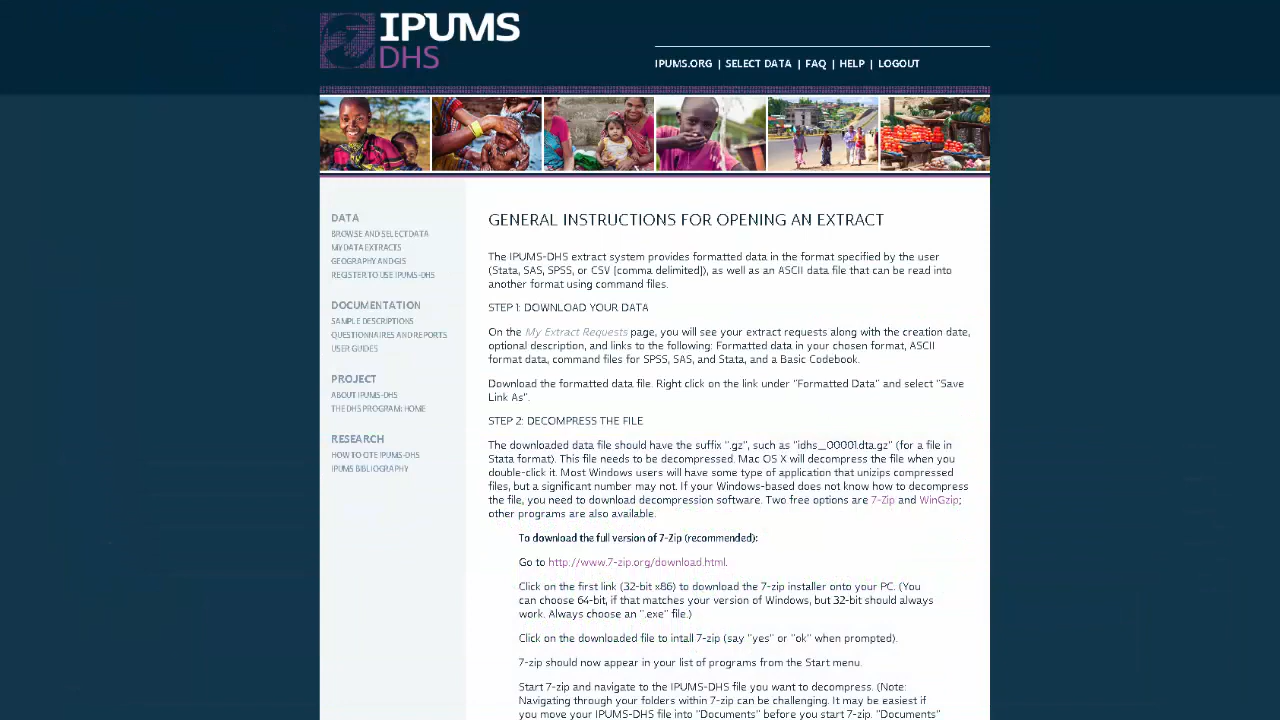 IPUMS
DHS
IPUMS.ORG | SELECT DATA | FAQ | HELP | LOGOUT
DATA
BROWSE AND SELECT DATA
MY DATA EXTRACTS
GEOGRAPHY AND GIS
REGISTER TO USE IPUMS-DHS
DOCUMENTATION
SAMPLE DESCRIPTIONS
QUESTIONNAIRES AND REPORTS
USER GUIDES
PROJECT
ABOUT IPUMS-DHS
THE DHS PROGRAM: HOME
RESEARCH
HOW TO CITE IPUMS-DHS
IPUMS BIBLIOGRAPHY
GENERAL INSTRUCTIONS FOR OPENING AN EXTRACT
The IPUMS-DHS extract system provides formatted data in the format specified by the user
(Stata, SAS, SPSS, or CSV [comma delimited]), as well as an ASCII data file that can be read into
another format using command files.
STEP 1: DOWNLOAD YOUR DATA
On the My Extract Requests page, you will see your extract requests along with the creation date,
optional description, and links to the following: Formatted data in your chosen format, ASCII
format data, command files for SPSS, SAS, and Stata, and a Basic Codebook.
Download the formatted data file. Right click on the link under "Formatted Data" and select "Save
Link As".
STEP 2: DECOMPRESS THE FILE
The downloaded data file should have the suffix ".gz", such as "idhs_00001.dta.gz" (for a file in
Stata format). This file needs to be decompressed. Mac OS X will decompress the file when you
double-click it. Most Windows users will have some type of application that unizips compressed
files, but a significant number may not. If your Windows-based does not know how to decompress
the file, you need to download decompression software. Two free options are 7-Zip and WinGzip;
other programs are also available.
To download the full version of 7-Zip (recommended):
Go to http://www.7-zip.org/download.html.
Click on the first link (32-bit x86) to download the 7-zip installer onto your PC. (You
can choose 64-bit, if that matches your version of Windows, but 32-bit should always
work. Always choose an ".exe" file.)
Click on the downloaded file to intall 7-zip (say "yes" or "ok" when prompted).
7-zip should now appear in your list of programs from the Start menu.
Start 7-zip and navigate to the IPUMS-DHS file you want to decompress. (Note:
Navigating through your folders within 7-zip can be challenging. It may be easiest if
you move your IPUMS-DHS file into "Documents" before you start 7-zip. "Documents"